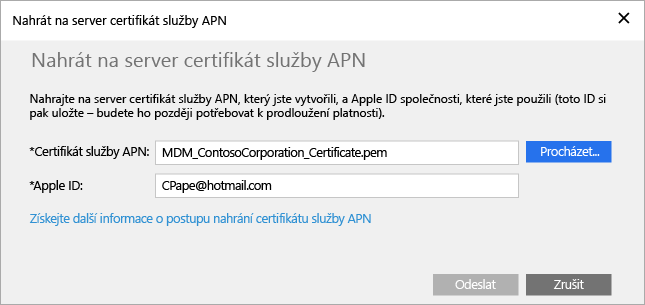 Nahrát na server certifikát služby APN
Nahrát na server certifikát služby APN
Nahrajte na server certifikát služby APN, který jste vytvořili, a Apple ID společnosti, které jste použili (toto ID si
pak uložte – budete ho později potřebovat k prodloužení platnosti).
*Certifikát služby APN: MDM_ContosoCorporation_Certificate.pem Procházet...
*Apple ID: CPape@hotmail.com
Získejte další informace o postupu nahrání certifikátu služby APN
Odeslat Zrušit